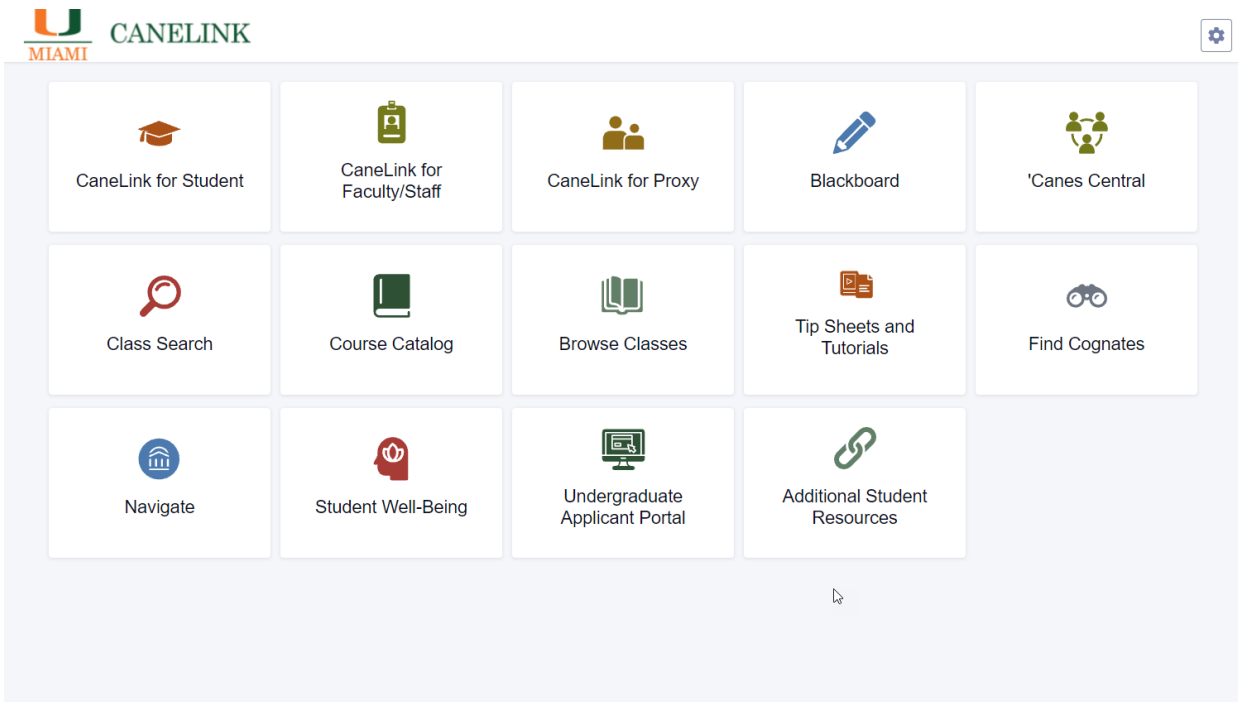 MIAMI
CANELINK
CaneLink for Student
CaneLink for
Faculty/Staff
CaneLink for Proxy
Blackboard
'Canes Central
Class Search
Course Catalog
Browse Classes
Tip Sheets and
Tutorials
Find Cognates
Navigate
Student Well-Being
Undergraduate
Applicant Portal
Additional Student
Resources